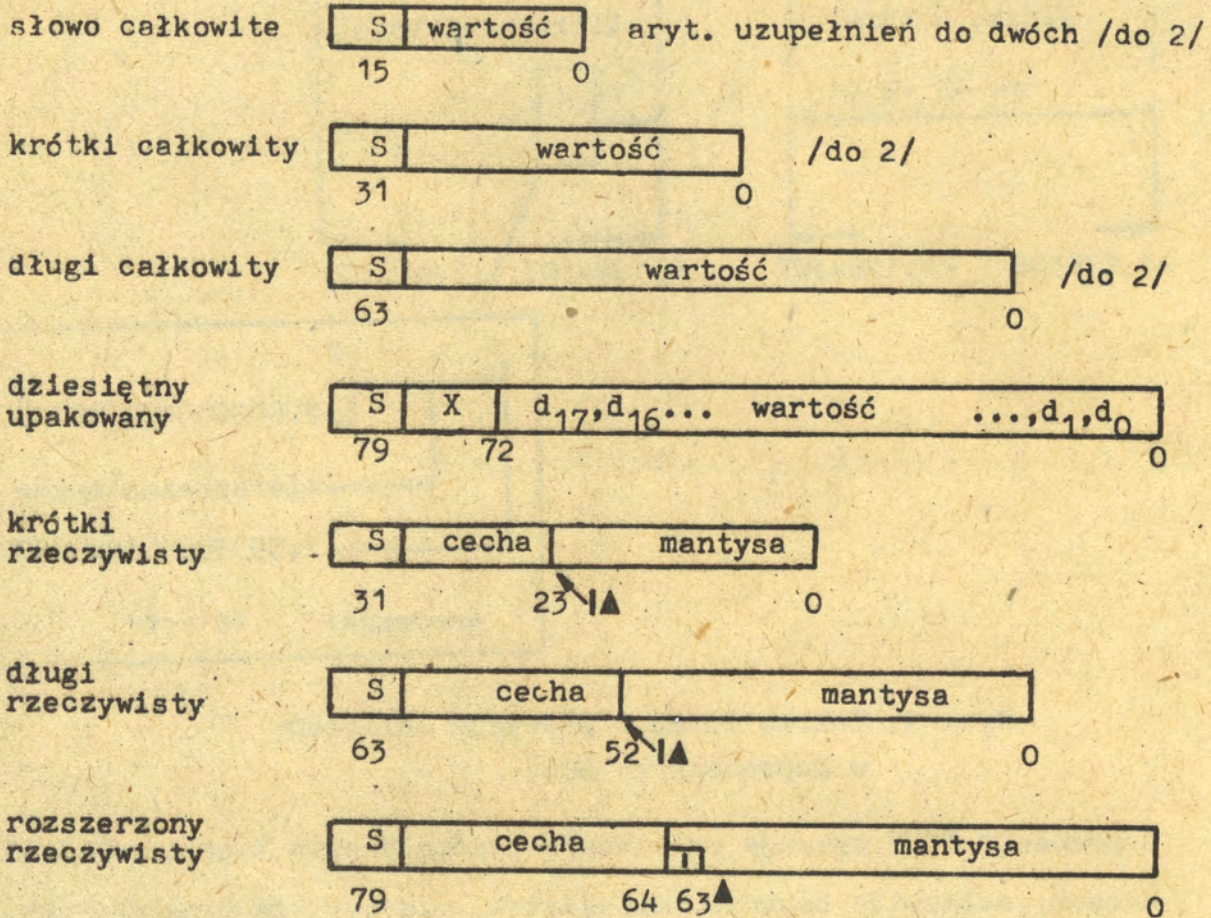 słowo całkowite S wartość aryt. uzupełnień do dwóch /do 2/
15 0
krótki całkowity S wartość /do 2/
31 0
długi całkowity S wartość /do 2/
63 0
dziesiętny
upakowany S X d17,d16... wartość ...,d1,d0
79 72 0
krótki
rzeczywisty S cecha mantysa
31 23 I▲ 0
długi
rzeczywisty S cecha mantysa
63 52 I▲ 0
rozszerzony
rzeczywisty S cecha I mantysa
79 64 63▲ 0